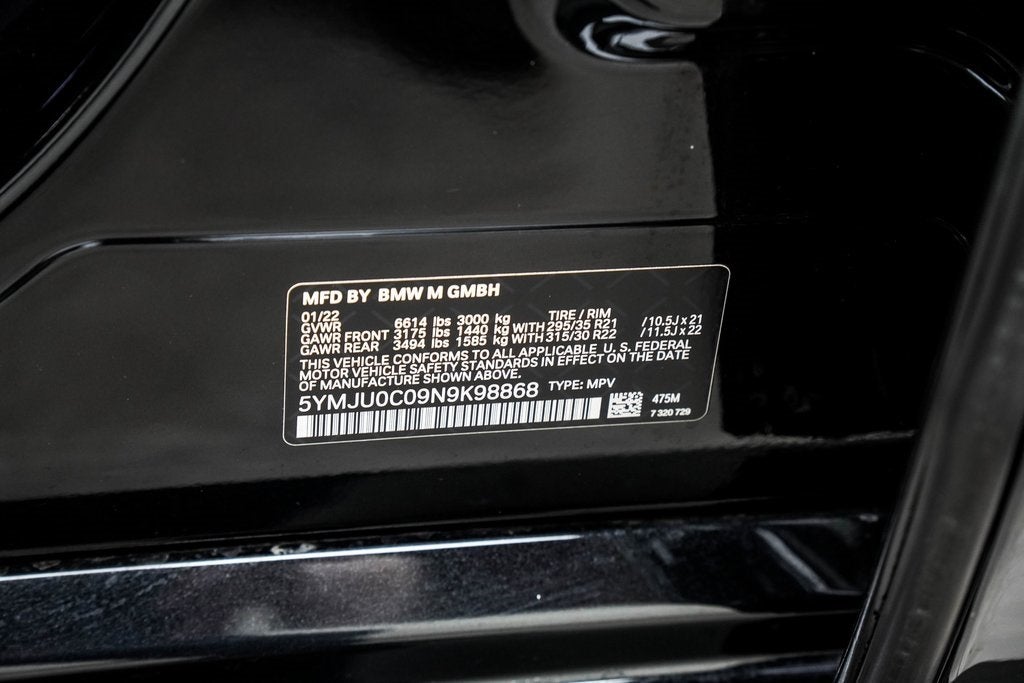 MFD BY BMW M GMBH
01/22 TIRE / RIM
GVWR 6614 lbs 3000 kg
GAWR FRONT 3175 lbs 1440 kg WITH 295/35 R21 /10.5J x 21
GAWR REAR 3494 lbs 1585 kg WITH 315/30 R22 /11.5J x 22
THIS VEHICLE CONFORMS TO ALL APPLICABLE U. S. FEDERAL
MOTOR VEHICLE SAFETY STANDARDS IN EFFECT ON THE DATE
OF MANUFACTURE SHOWN ABOVE.
5YMJU0C09N9K98868 TYPE: MPV
475M
7 320 729